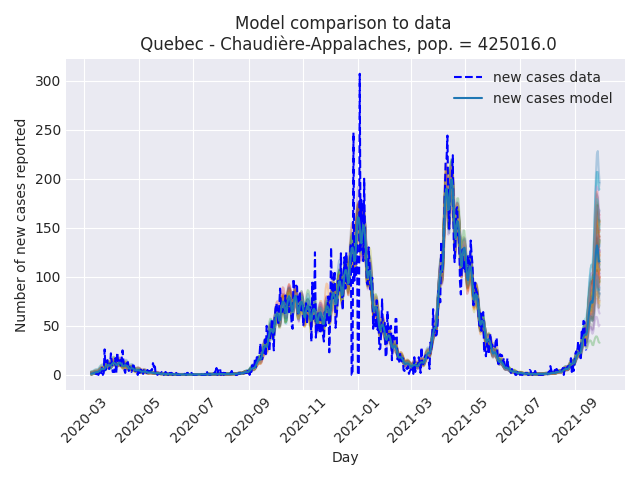 Model comparison to data
Quebec - Chaudière-Appalaches, pop. = 425016.0
new cases data
new cases model
Number of new cases reported
300
250
200
150
100
50
0
2020-03
2020-05
2020-07
2020-09
2020-11
2021-01
2021-03
2021-05
2021-07
2021-09
Day